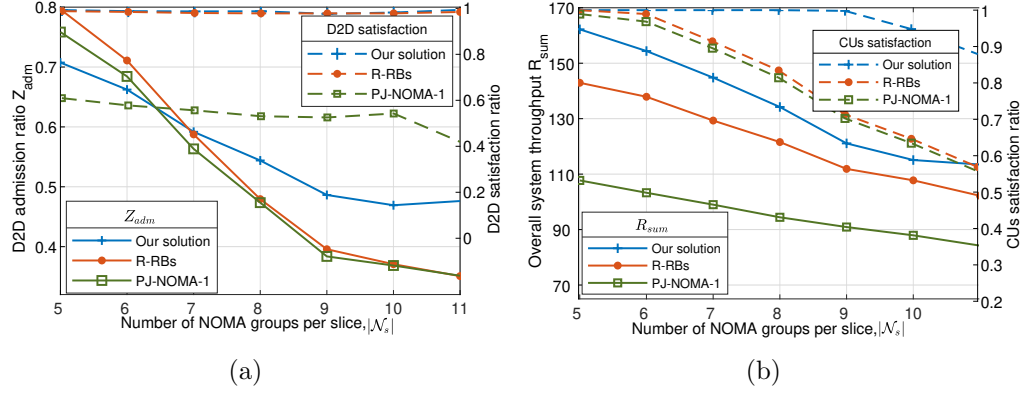 0.8
0.7
0.6
0.5
0.4
D2D admission ratio Z_adm
1
0.8
0.6
0.4
0.2
0
D2D satisfaction ratio
D2D satisfaction
Our solution
R-RBs
PJ-NOMA-1
Z_adm
Our solution
R-RBs
PJ-NOMA-1
5 6 7 8 9 10 11
Number of NOMA groups per slice,|𝒩_s|
(a)
170
150
130
110
90
70
Overall system throughput R_sum
1
0.9
0.8
0.7
0.6
0.5
0.4
0.3
0.2
CUs satisfaction ratio
CUs satisfaction
Our solution
R-RBs
PJ-NOMA-1
R_sum
Our solution
R-RBs
PJ-NOMA-1
5 6 7 8 9 10
Number of NOMA groups per slice,|𝒩_s|
(b)